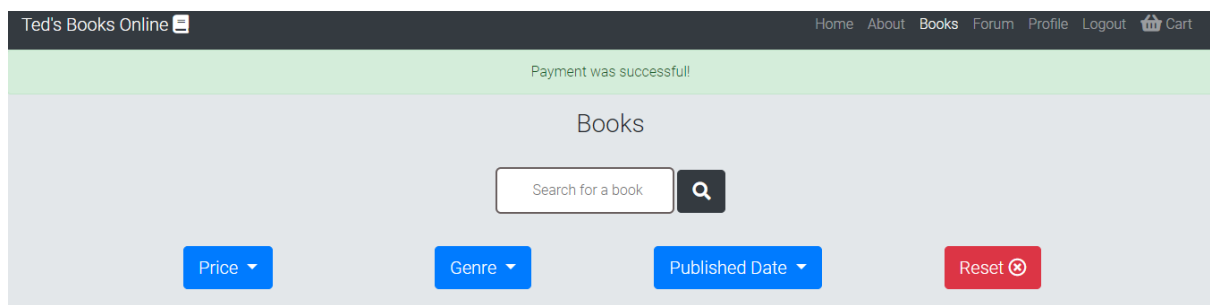 Ted's Books Online Home About Books Forum Profile Logout Cart
Payment was successful!
Books
Search for a book
Price Genre Published Date Reset